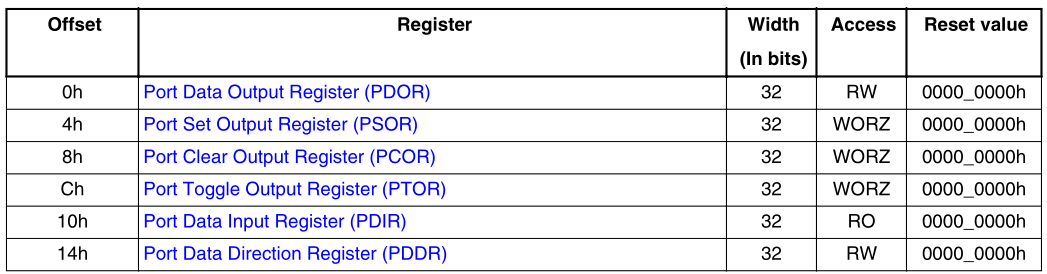 Offset Register Width (In bits) Access Reset value
0h Port Data Output Register (PDOR) 32 RW 0000_0000h
4h Port Set Output Register (PSOR) 32 WORZ 0000_0000h
8h Port Clear Output Register (PCOR) 32 WORZ 0000_0000h
Ch Port Toggle Output Register (PTOR) 32 WORZ 0000_0000h
10h Port Data Input Register (PDIR) 32 RO 0000_0000h
14h Port Data Direction Register (PDDR) 32 RW 0000_0000h